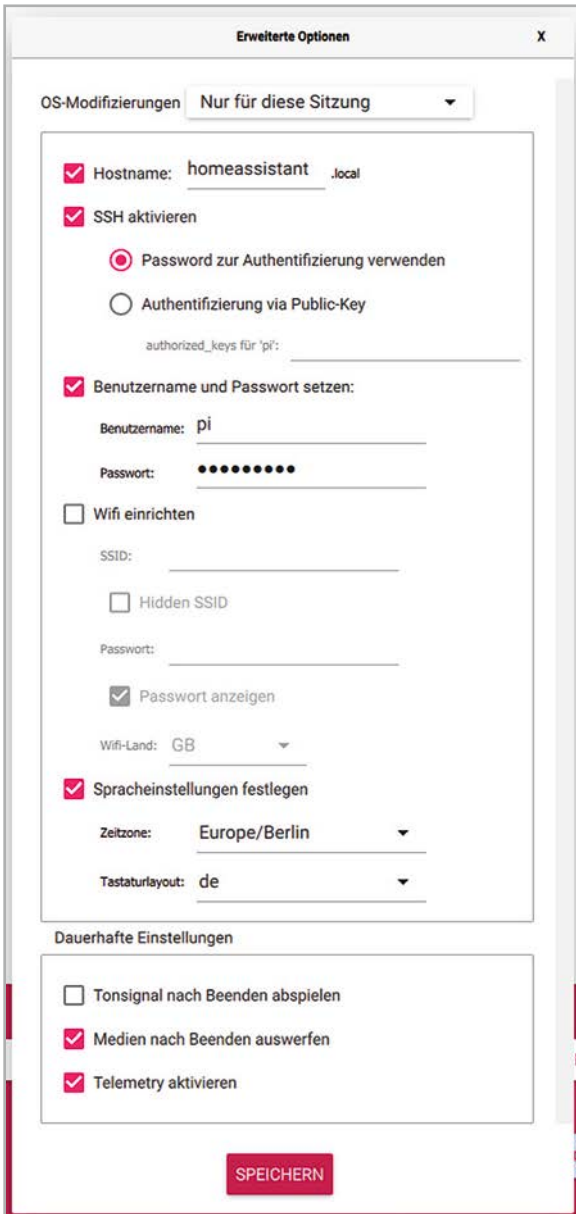 Erweiterte Optionen X
OS-Modifizierungen Nur für diese Sitzung
Hostname: homeassistant .local
SSH aktivieren
Password zur Authentifizierung verwenden
Authentifizierung via Public-Key
authorized_keys für 'pi':
Benutzername und Passwort setzen:
Benutzername: pi
Passwort: •••••••••
Wifi einrichten
SSID:
Hidden SSID
Passwort:
Passwort anzeigen
Wifi-Land: GB
Spracheinstellungen festlegen
Zeitzone: Europe/Berlin
Tastaturlayout: de
Dauerhafte Einstellungen
Tonsignal nach Beenden abspielen
Medien nach Beenden auswerfen
Telemetry aktivieren
SPEICHERN